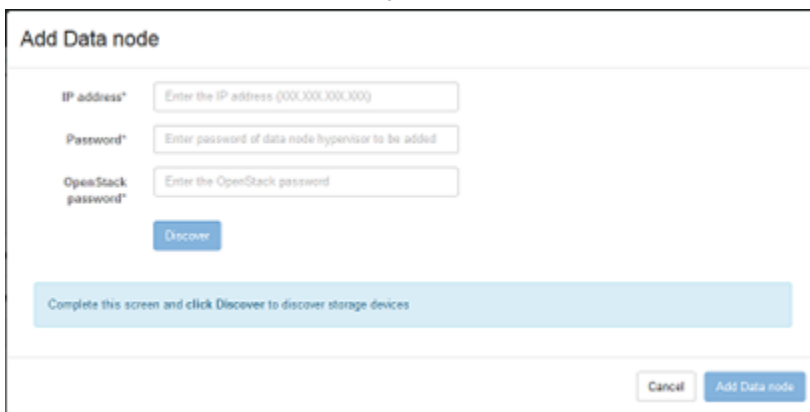 Add Data node
IP address*
Enter the IP address (XXX.XXX.XXX.XXX)
Password*
Enter password of data node hypervisor to be added
OpenStack
password*
Enter the OpenStack password
Discover
Complete this screen and click Discover to discover storage devices
Cancel
Add Data node